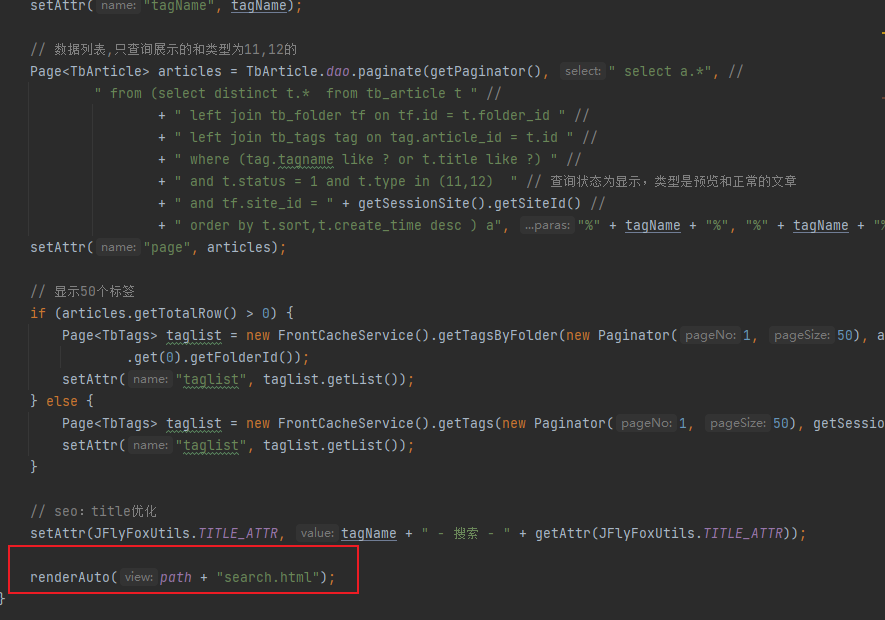 setAttr( name: "tagName", tagName);
// 数据列表,只查询展示的和类型为11,12的
Page<TbArticle> articles = TbArticle.dao.paginate(getPaginator(), select: " select a.*", //
" from (select distinct t.*  from tb_article t " //
+ " left join tb_folder tf on tf.id = t.folder_id " //
+ " left join tb_tags tag on tag.article_id = t.id " //
+ " where (tag.tagname like ? or t.title like ?) " //
+ " and t.status = 1 and t.type in (11,12)  " // 查询状态为显示，类型是预览和正常的文章
+ " and tf.site_id = " + getSessionSite().getSiteId() //
+ " order by t.sort,t.create_time desc ) a", ...paras: "%" + tagName + "%", "%" + tagName + "%
setAttr( name: "page", articles);
// 显示50个标签
if (articles.getTotalRow() > 0) {
Page<TbTags> taglist = new FrontCacheService().getTagsByFolder(new Paginator( pageNo: 1, pageSize: 50), a
.get(0).getFolderId());
setAttr( name: "taglist", taglist.getList());
} else {
Page<TbTags> taglist = new FrontCacheService().getTags(new Paginator( pageNo: 1, pageSize: 50), getSessio
setAttr( name: "taglist", taglist.getList());
}
// seo：title优化
setAttr(JFlyFoxUtils.TITLE_ATTR, value: tagName + " - 搜索 - " + getAttr(JFlyFoxUtils.TITLE_ATTR));
renderAuto( view: path + "search.html");
}